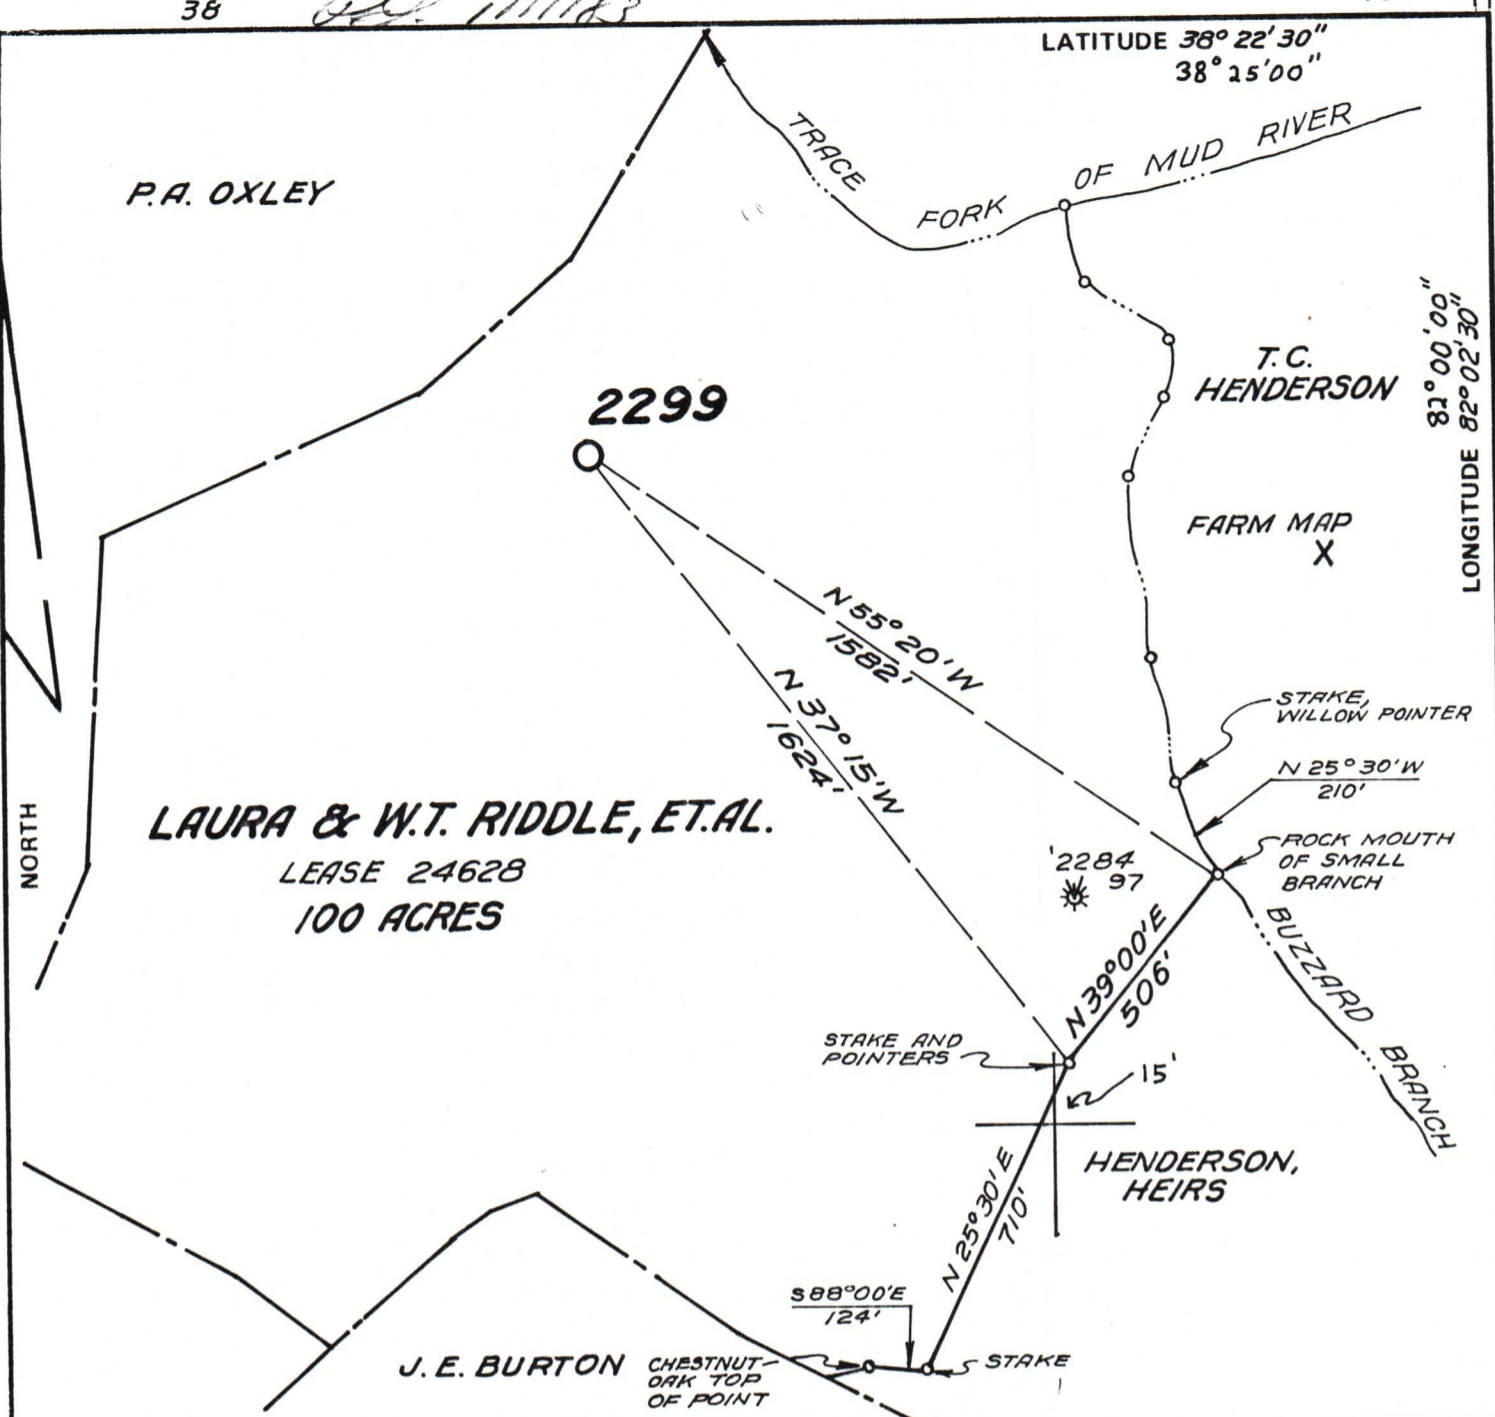 38
LATITUDE 38° 22' 30"
38° 25' 00"
TRACE FORK OF MUD RIVER
P.A. OXLEY
82° 00' 00"
LONGITUDE 82° 02' 30"
T.C.
HENDERSON
2299
FARM MAP
X
N 55° 20' W
1582'
N 37° 15' W
1624'
STAKE,
WILLOW POINTER
N 25° 30' W
210'
NORTH
LAURA & W.T. RIDDLE, ET.AL.
LEASE 24628
100 ACRES
'2284
97
ROCK MOUTH
OF SMALL
BRANCH
BUZZARD BRANCH
N 39° 00' E
506'
STAKE AND
POINTERS
15'
HENDERSON,
HEIRS
N 25° 30' E
710'
S 88° 00' E
124'
J. E. BURTON
CHESTNUT-
OAK TOP
OF POINT
STAKE